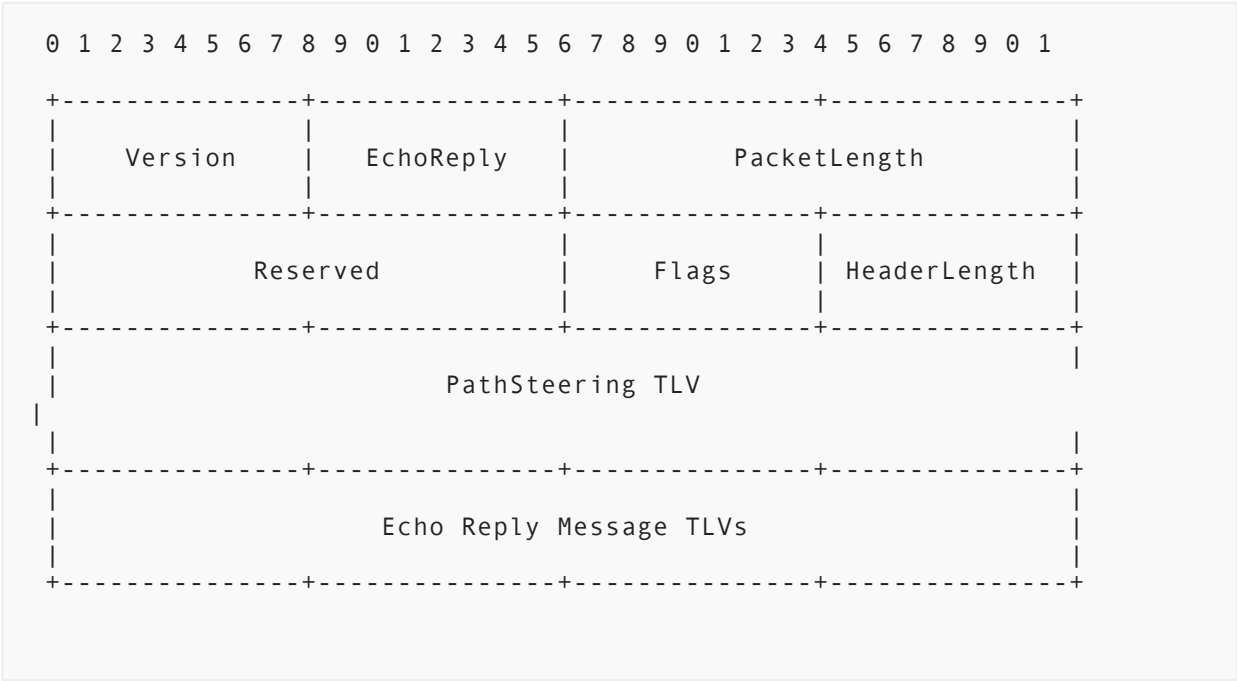 0 1 2 3 4 5 6 7 8 9 0 1 2 3 4 5 6 7 8 9 0 1 2 3 4 5 6 7 8 9 0 1
Version EchoReply PacketLength
Reserved Flags HeaderLength
PathSteering TLV
Echo Reply Message TLVs